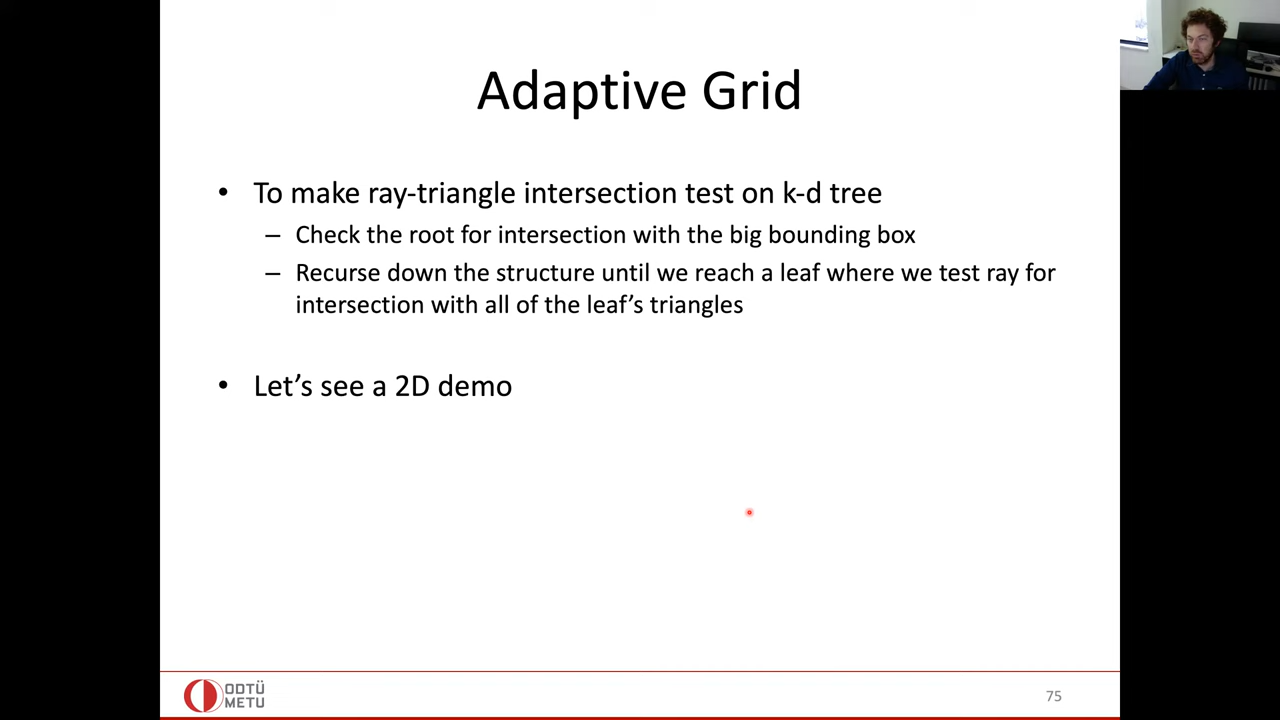 Adaptive Grid
• To make ray-triangle intersection test on k-d tree
– Check the root for intersection with the big bounding box
– Recurse down the structure until we reach a leaf where we test ray for
intersection with all of the leaf’s triangles
• Let’s see a 2D demo
ODTÜ
METU
75